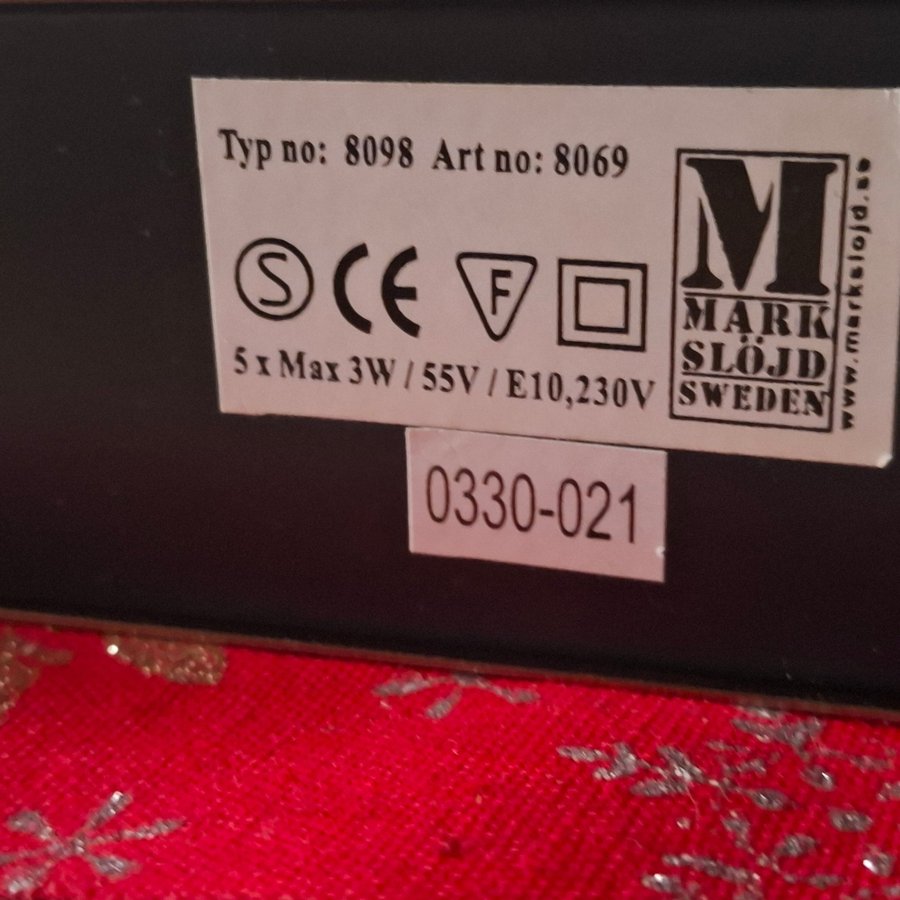 Typ no: 8098 Art no: 8069
S CE F
5 x Max 3W / 55V / E10,230V
M
MARK
SLÖJD
SWEDEN
www.markslojd.se
0330-021